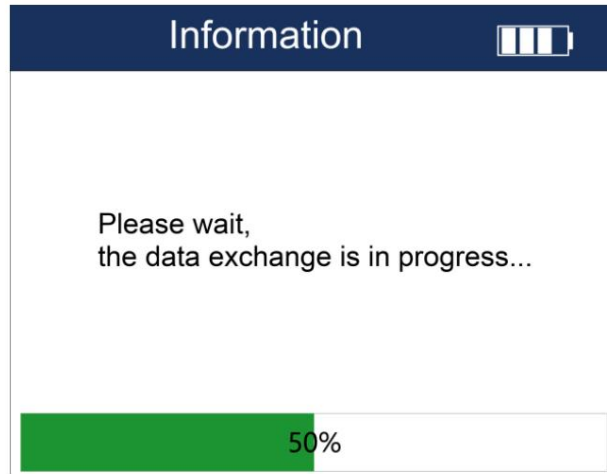 Information
Please wait,
the data exchange is in progress...
50%